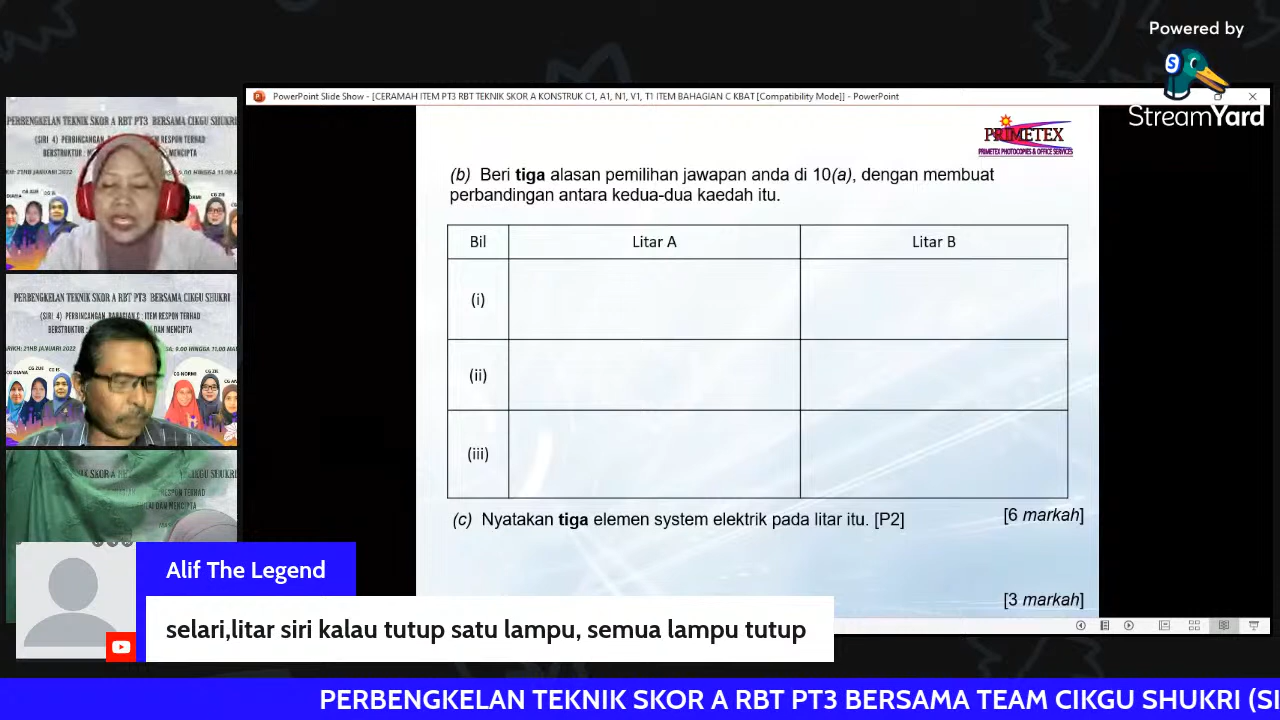 Powered by
StreamYard
PowerPoint Slide Show - [CERAMAH ITEM PT3 RBT TEKNIK SKOR A KONSTRUK C1, A1, N1, V1, T1 ITEM BAHAGIAN C KBAT [Compatibility Mode]] - PowerPoint
PRIMETEX
PRIMETEX PHOTOCOPIES & OFFICE SERVICES
(b) Beri tiga alasan pemilihan jawapan anda di 10(a), dengan membuat
perbandingan antara kedua-dua kaedah itu.
Bil Litar A Litar B
(i)
(ii)
(iii)
[6 markah]
(c) Nyatakan tiga elemen system elektrik pada litar itu. [P2]
[3 markah]
PERBENGKELAN TEKNIK SKOR A RBT PT3 BERSAMA CIKGU SHUKRI
PERBENGKELAN TEKNIK SKOR A RBT PT3 BERSAMA CIKGU SHUKRI
Alif The Legend
selari,litar siri kalau tutup satu lampu, semua lampu tutup
PERBENGKELAN TEKNIK SKOR A RBT PT3 BERSAMA TEAM CIKGU SHUKRI (SI